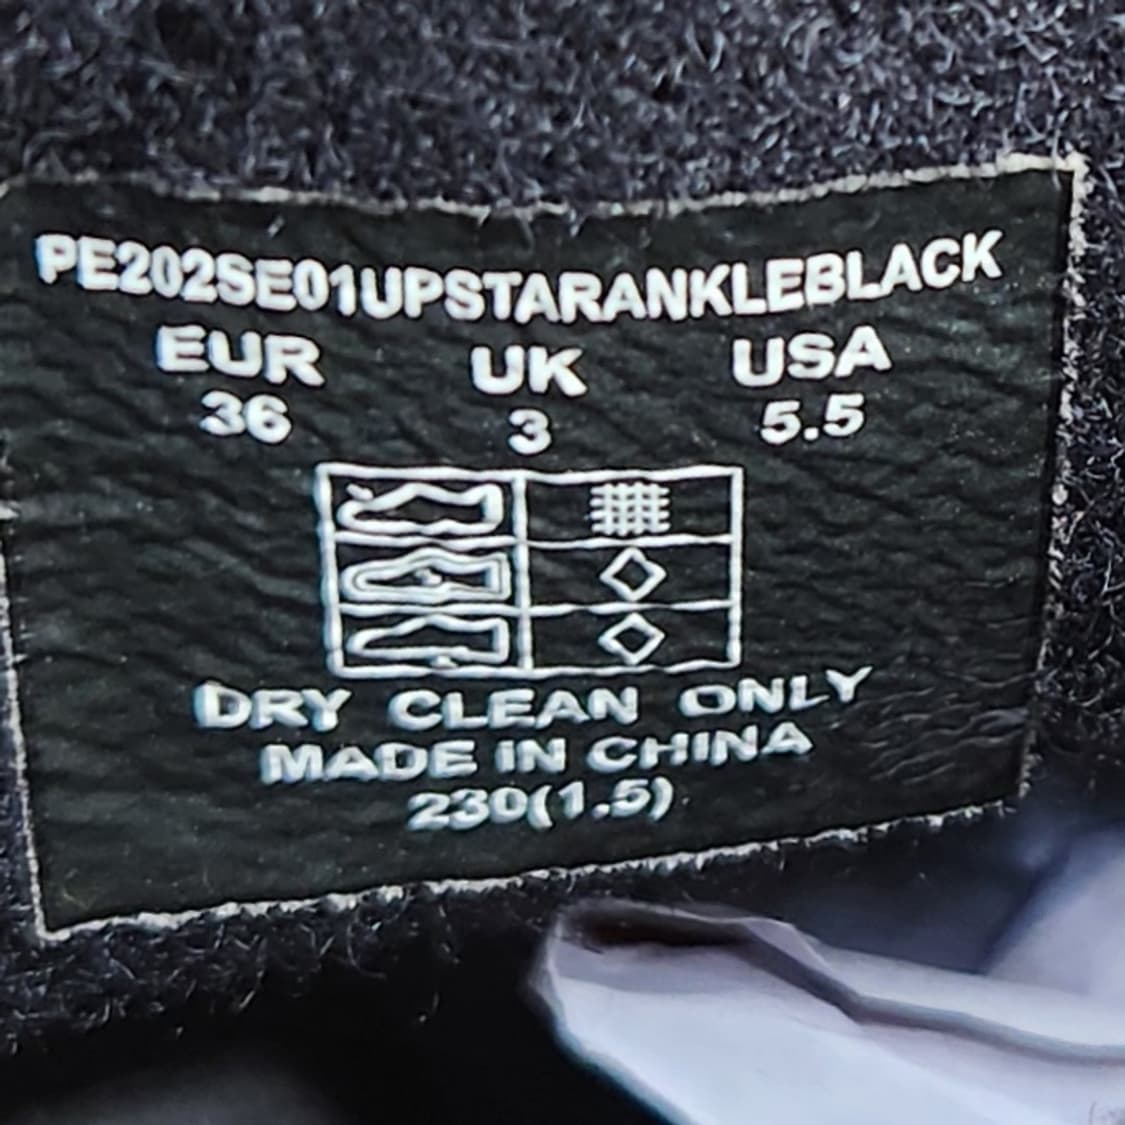 PE202SE01UPSTARANKLEBLACK
EUR UK USA
36 3 5.5
DRY CLEAN ONLY
MADE IN CHINA
230(1.5)